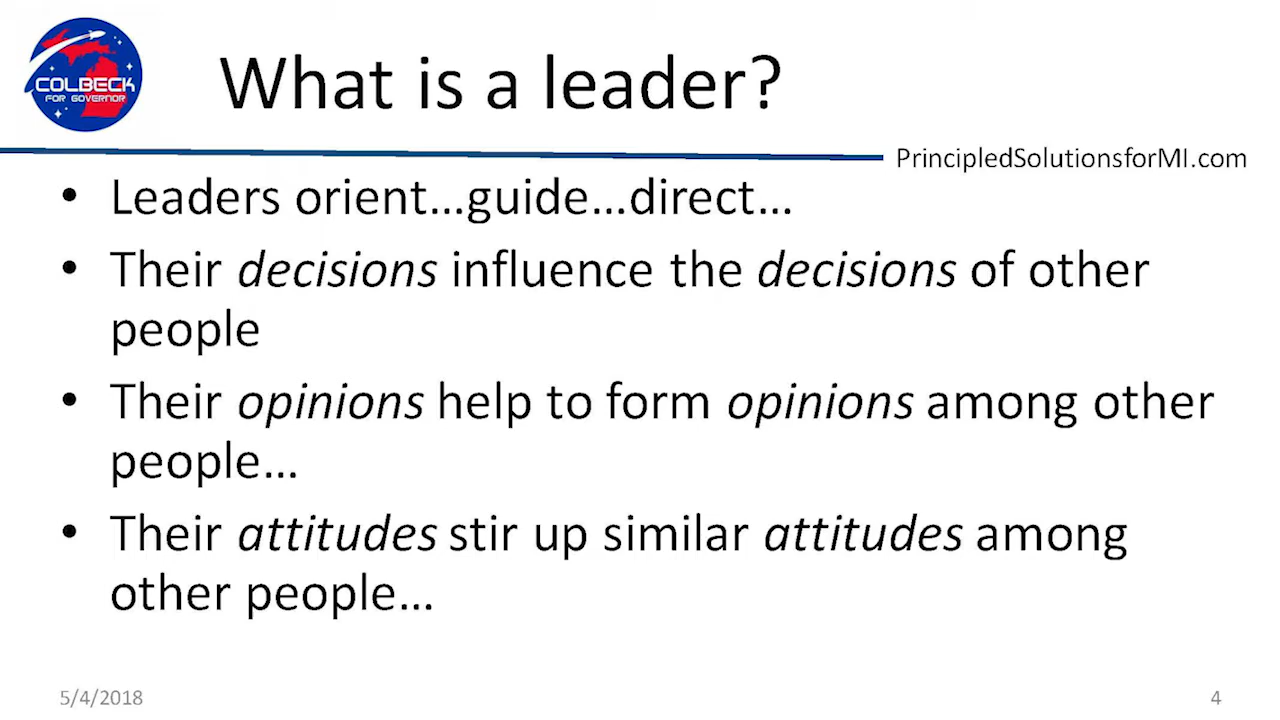 COLBECK
FOR GOVERNOR
What is a leader?
PrincipledSolutionsforMI.com
• Leaders orient…guide…direct…
• Their decisions influence the decisions of other
people
• Their opinions help to form opinions among other
people…
• Their attitudes stir up similar attitudes among
other people…
5/4/2018
4